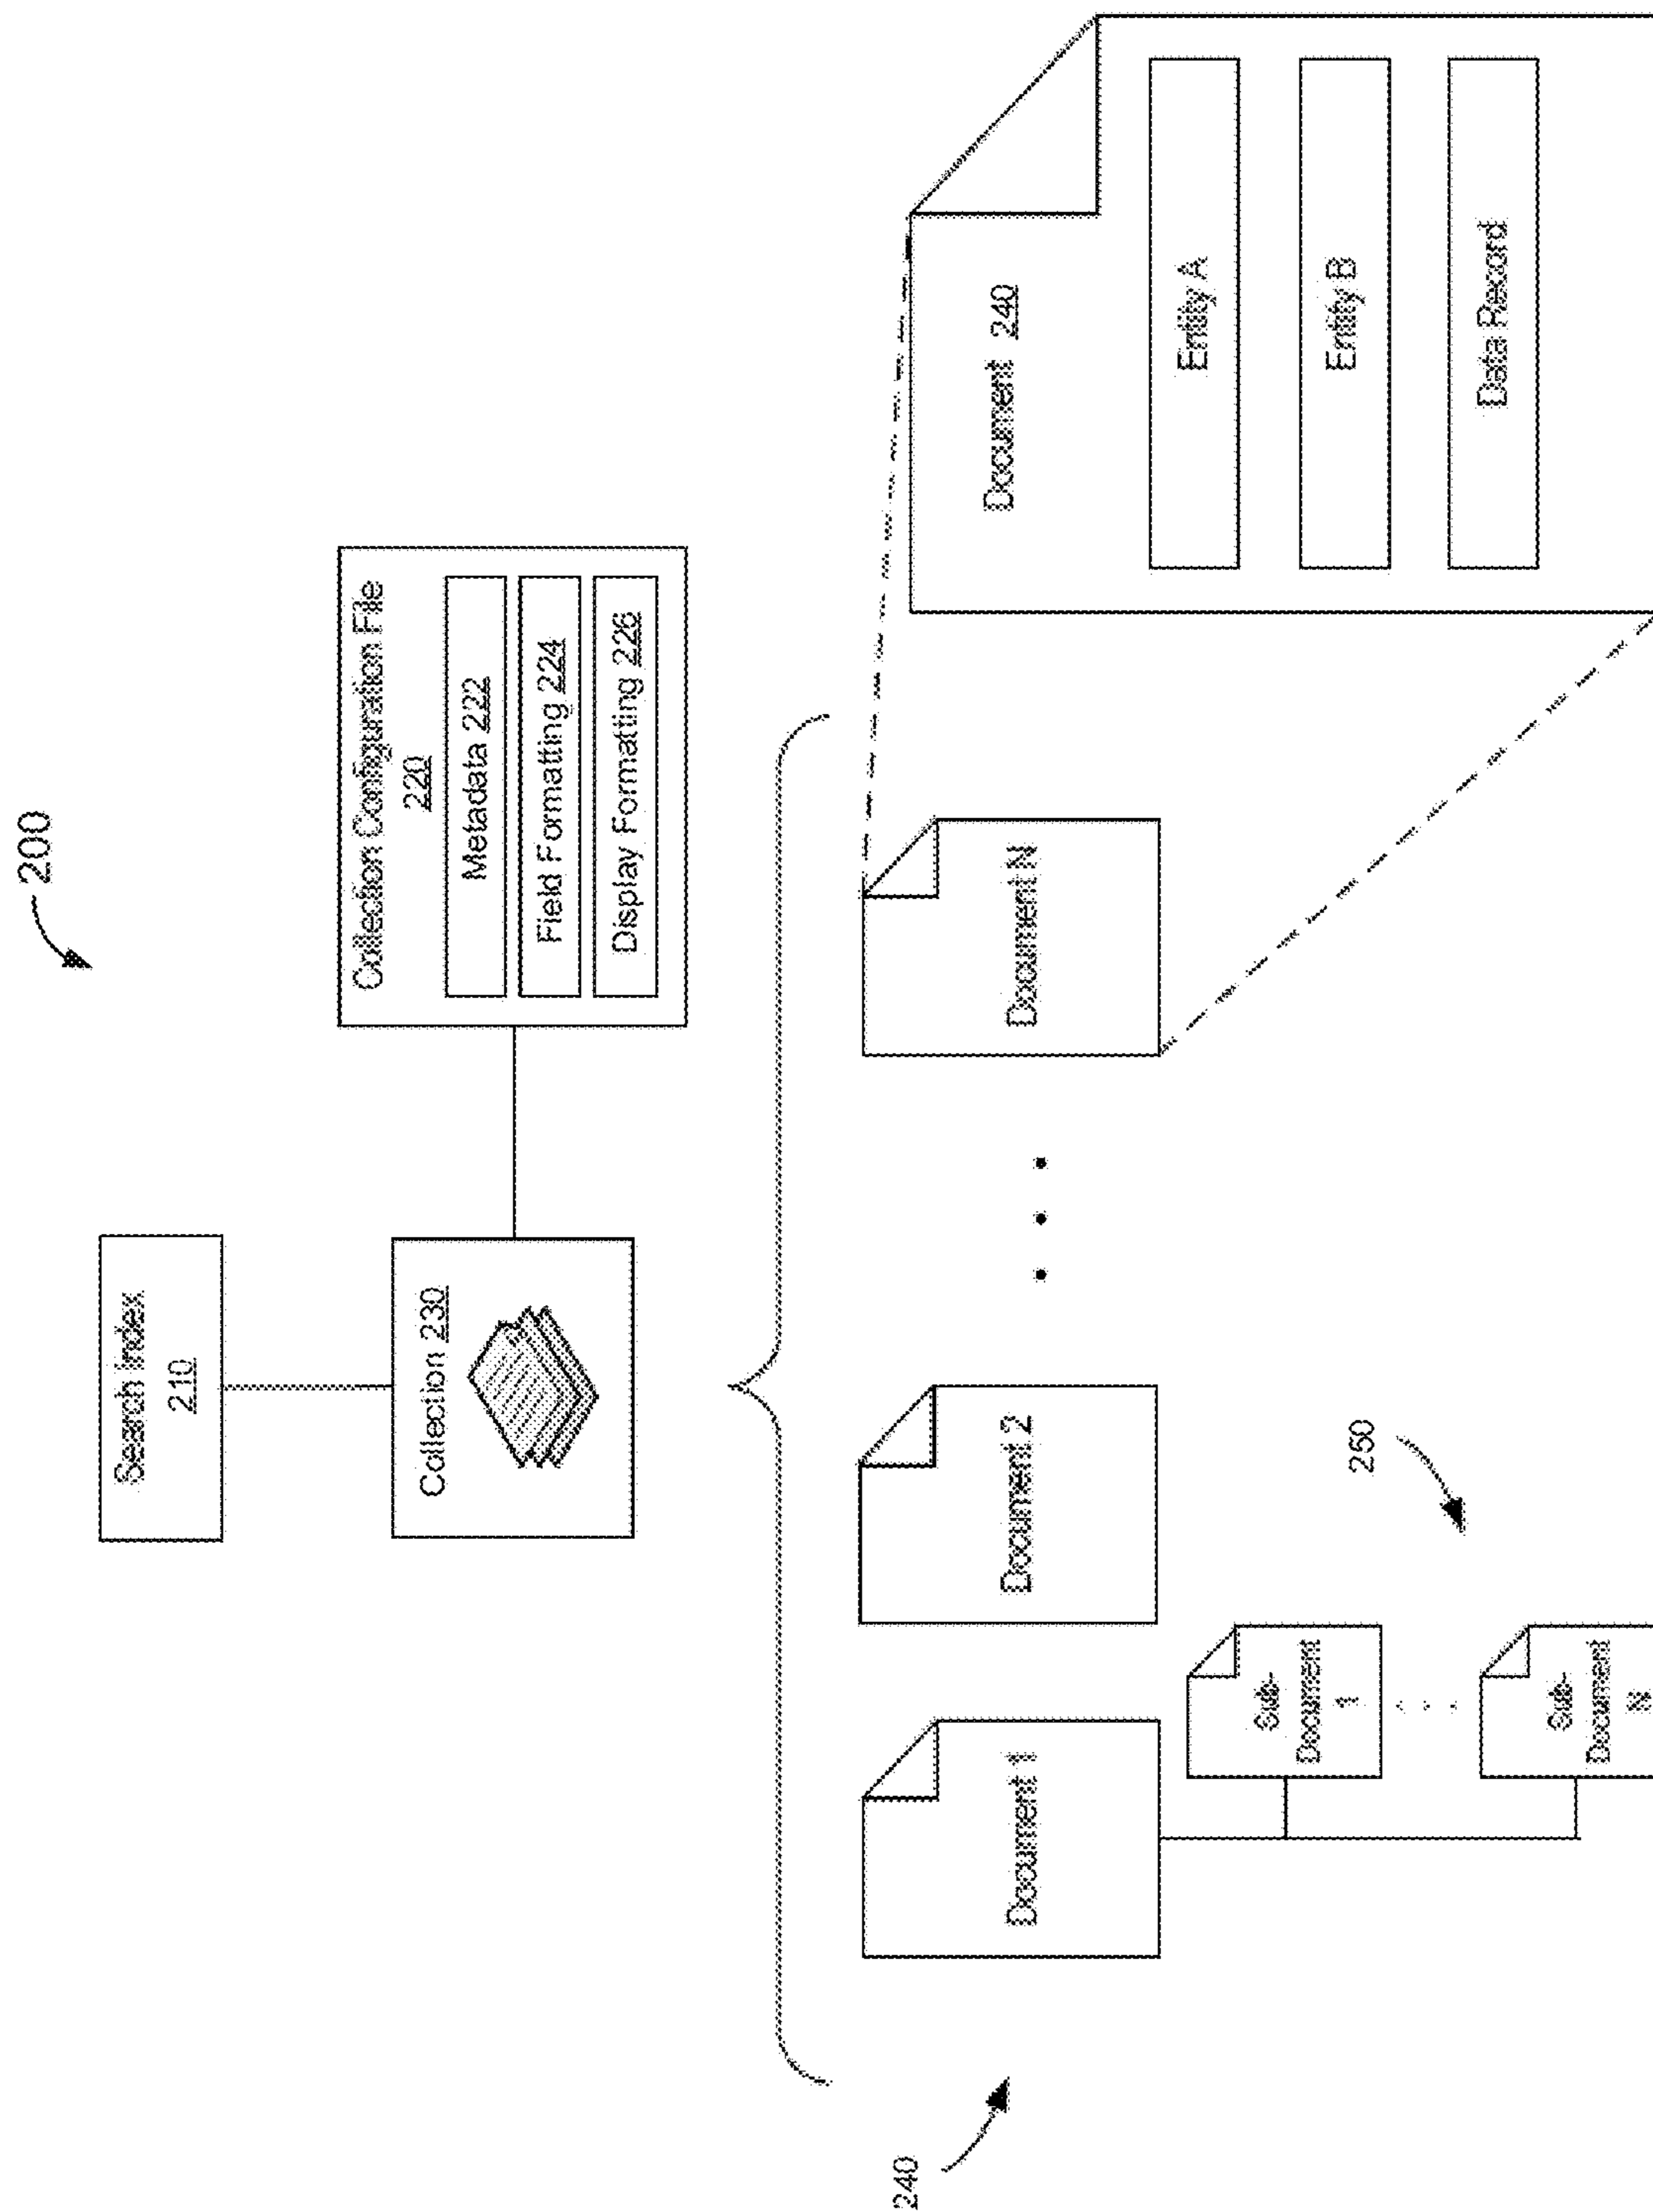 200
Search Index
210
Collection Configuration File
220
Metadata 222
Field Formatting 224
Display Formatting 226
Collection 230
240
Document 1
Document 2
Document N
Document 240
Entity A
Entity B
Data Record
250
Sub-
Document
1
Sub-
Document
N